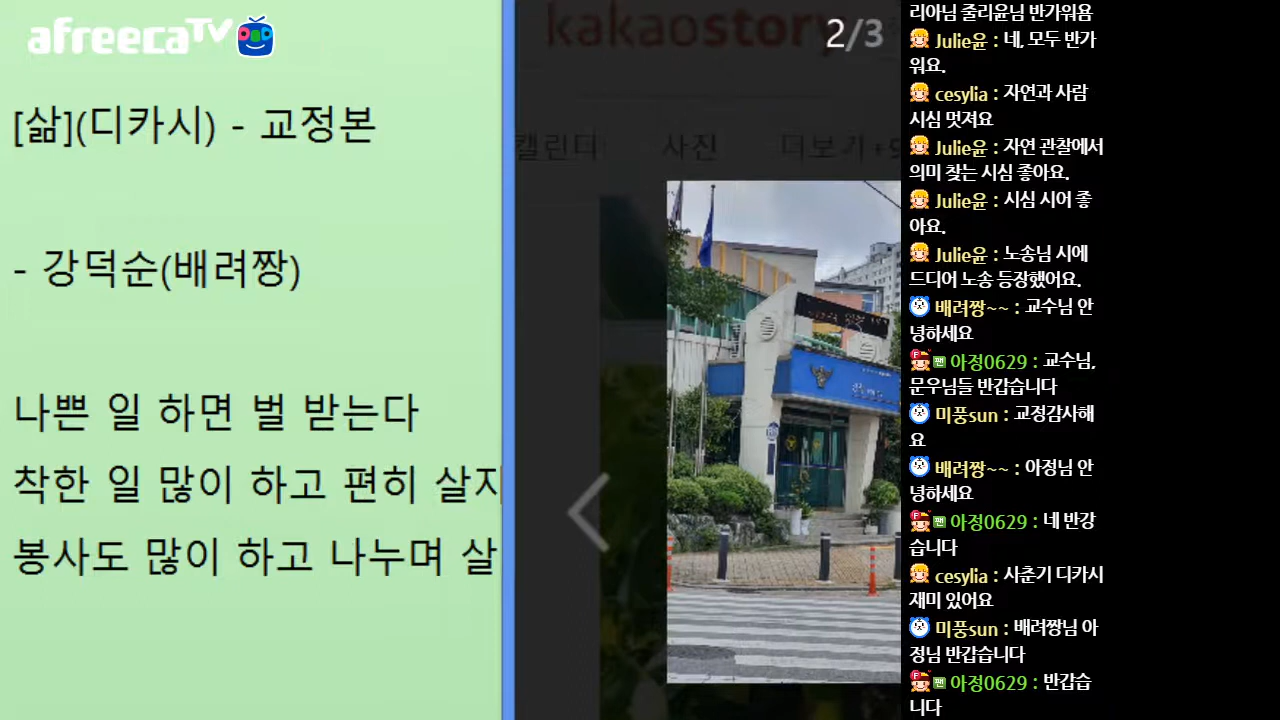 afreecaTV
[삶](디카시) - 교정본
- 강덕순(배려짱)
나쁜 일 하면 벌 받는다
착한 일 많이 하고 편히 살지
봉사도 많이 하고 나누며 살
kakaostory
2/3
캘린더 사진 더보기
리아님 줄리윤님 반가워욤
Julie윤 : 네, 모두 반가
워요.
cesylia : 자연과 사람
시심 멋져요
Julie윤 : 자연 관찰에서
의미 찾는 시심 좋아요.
Julie윤 : 시심 시어 좋
아요.
Julie윤 : 노송님 시에
드디어 노송 등장했어요.
배려짱~~ : 교수님 안
녕하세요
아정0629 : 교수님,
문우님들 반갑습니다
미풍sun : 교정감사해
요
배려짱~~ : 아정님 안
녕하세요
아정0629 : 네 반강
습니다
cesylia : 사춘기 디카시
재미 있어요
미풍sun : 배려짱님 아
정님 반갑습니다
아정0629 : 반갑습
니다